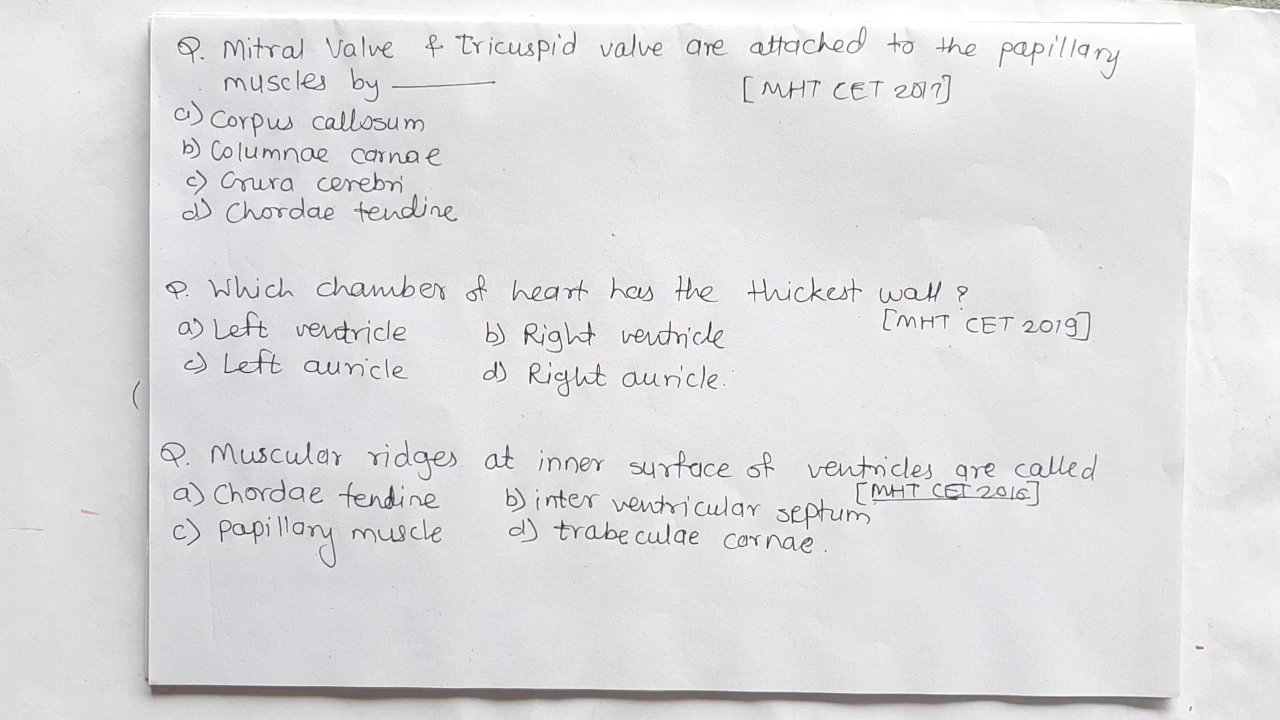 Q. Mitral Valve & tricuspid valve are attached to the papillary
muscles by ———
[MHT CET 2017]
a) Corpus callosum
b) Columnae carnae
c) Crura cerebri
d) Chordae tendine
Q. Which chamber of heart has the thickest wall?
[MHT CET 2019]
a) Left ventricle b) Right ventricle
c) Left auricle d) Right auricle.
Q. Muscular ridges at inner surface of ventricles are called
[MHT CET 2016]
a) Chordae tendine b) inter ventricular septum
c) papillary muscle d) trabeculae carnae.